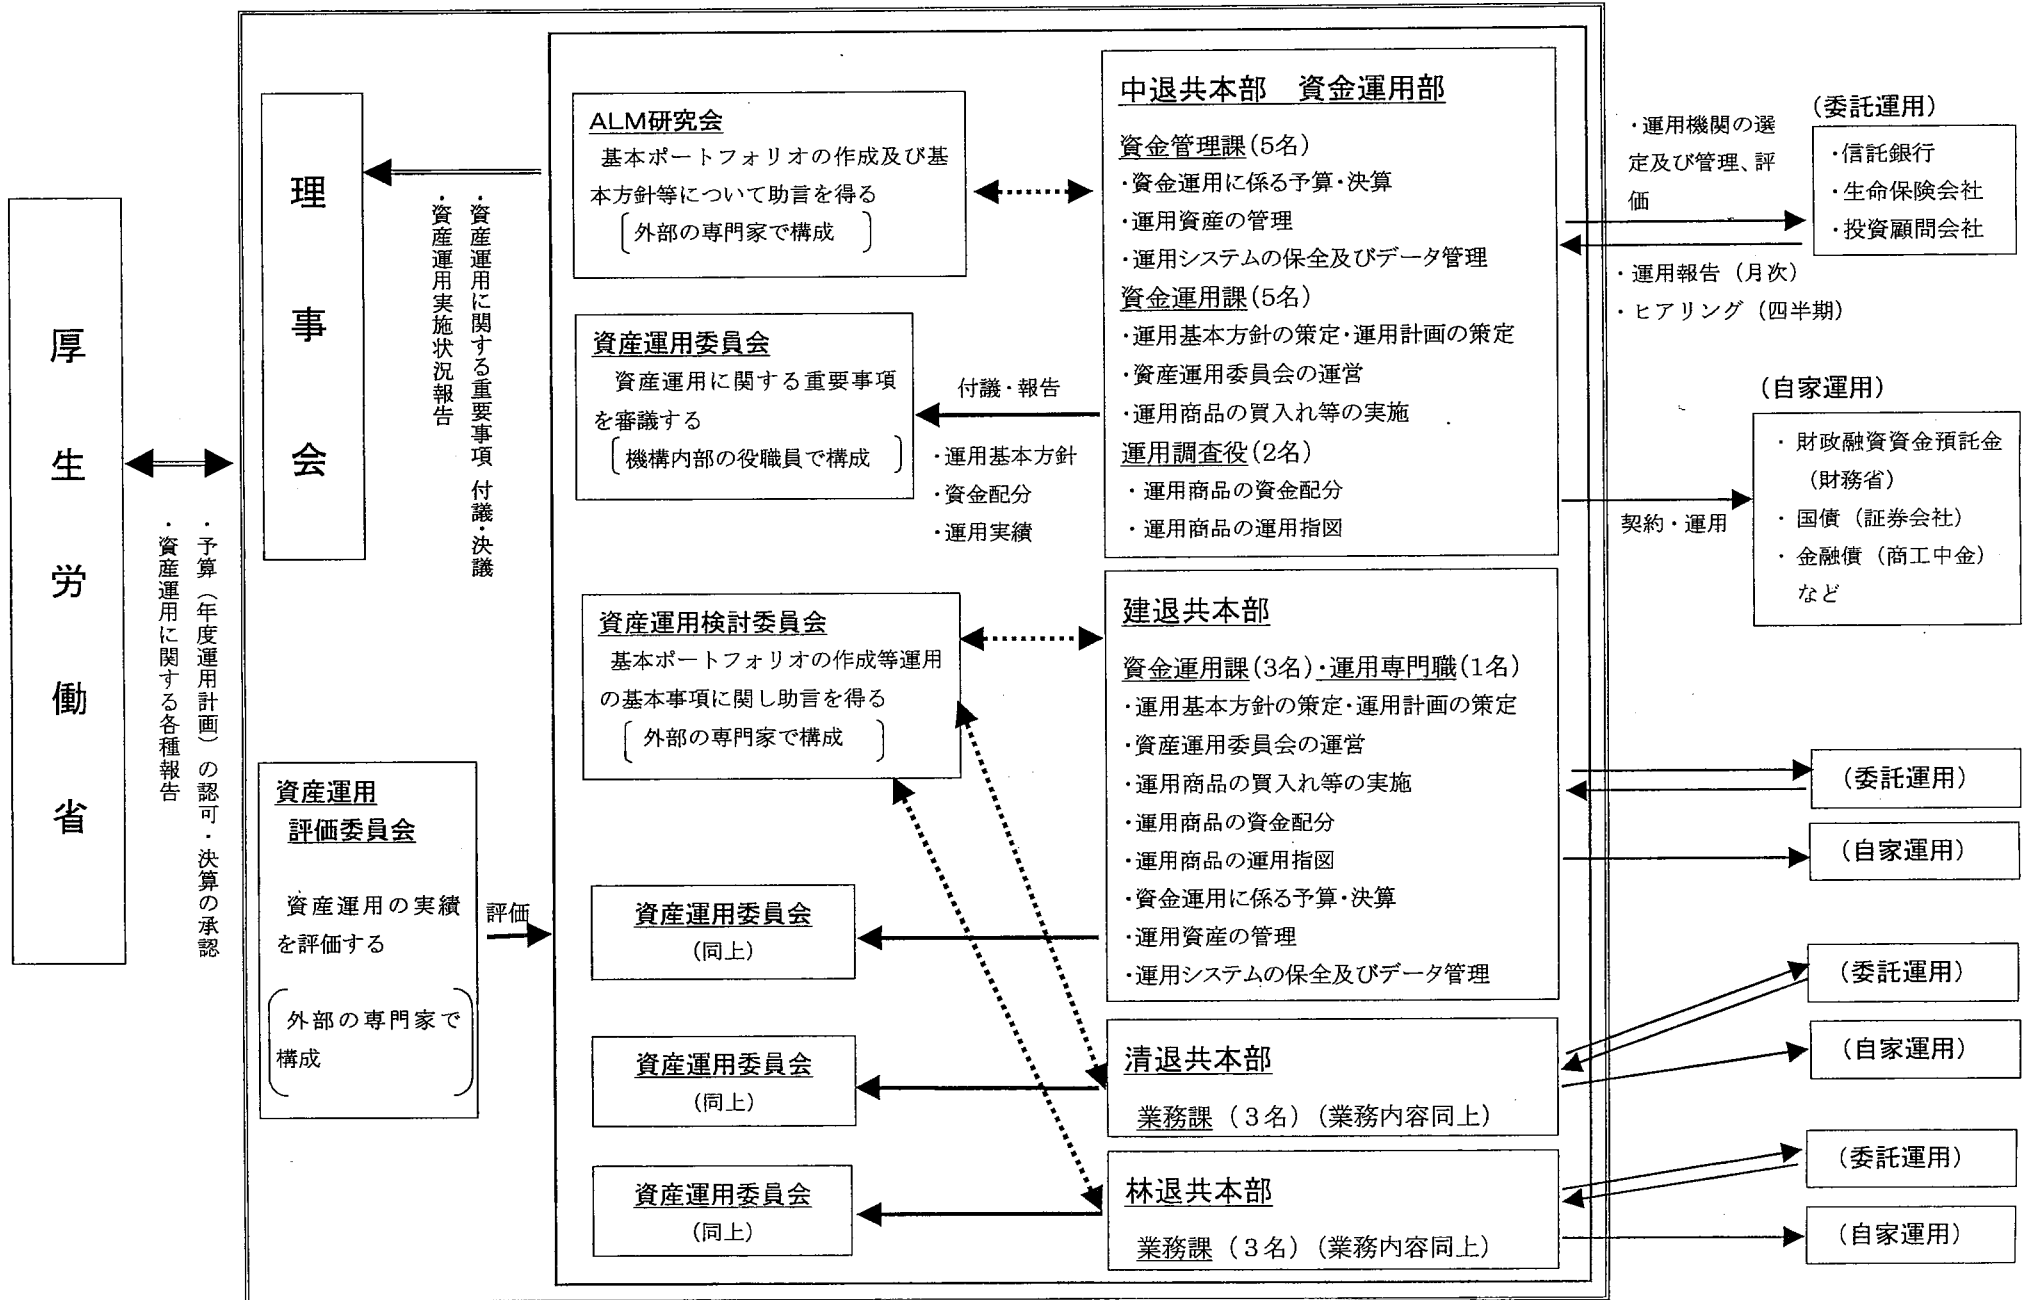 厚生労働省
・予算（年度運用計画）の認可・決算の承認
・資産運用に関する各種報告
理事会
・資産運用に関する重要事項 付議・決議
・資産運用実施状況報告
資産運用
評価委員会
資産運用の実績
を評価する
外部の専門家で
構成
評価
ALM研究会
基本ポートフォリオの作成及び基
本方針等について助言を得る
外部の専門家で構成
資産運用委員会
資産運用に関する重要事項
を審議する
機構内部の役職員で構成
付議・報告
・運用基本方針
・資金配分
・運用実績
資産運用検討委員会
基本ポートフォリオの作成等運用
の基本事項に関し助言を得る
外部の専門家で構成
資産運用委員会
(同上)
資産運用委員会
(同上)
資産運用委員会
(同上)
中退共本部　資金運用部
資金管理課(5名)
・資金運用に係る予算・決算
・運用資産の管理
・運用システムの保全及びデータ管理
資金運用課(5名)
・運用基本方針の策定・運用計画の策定
・資産運用委員会の運営
・運用商品の買入れ等の実施
運用調査役(2名)
・運用商品の資金配分
・運用商品の運用指図
建退共本部
資金運用課(3名)・運用専門職(1名)
・運用基本方針の策定・運用計画の策定
・資産運用委員会の運営
・運用商品の買入れ等の実施
・運用商品の資金配分
・運用商品の運用指図
・資金運用に係る予算・決算
・運用資産の管理
・運用システムの保全及びデータ管理
清退共本部
業務課（３名）(業務内容同上)
林退共本部
業務課（３名）(業務内容同上)
・運用機関の選
定及び管理、評
価
・運用報告（月次）
・ヒアリング（四半期）
（委託運用）
・信託銀行
・生命保険会社
・投資顧問会社
（自家運用）
契約・運用
・財政融資資金預託金
（財務省）
・国債（証券会社）
・金融債（商工中金）
など
（委託運用）
（自家運用）
（委託運用）
（自家運用）
（委託運用）
（自家運用）